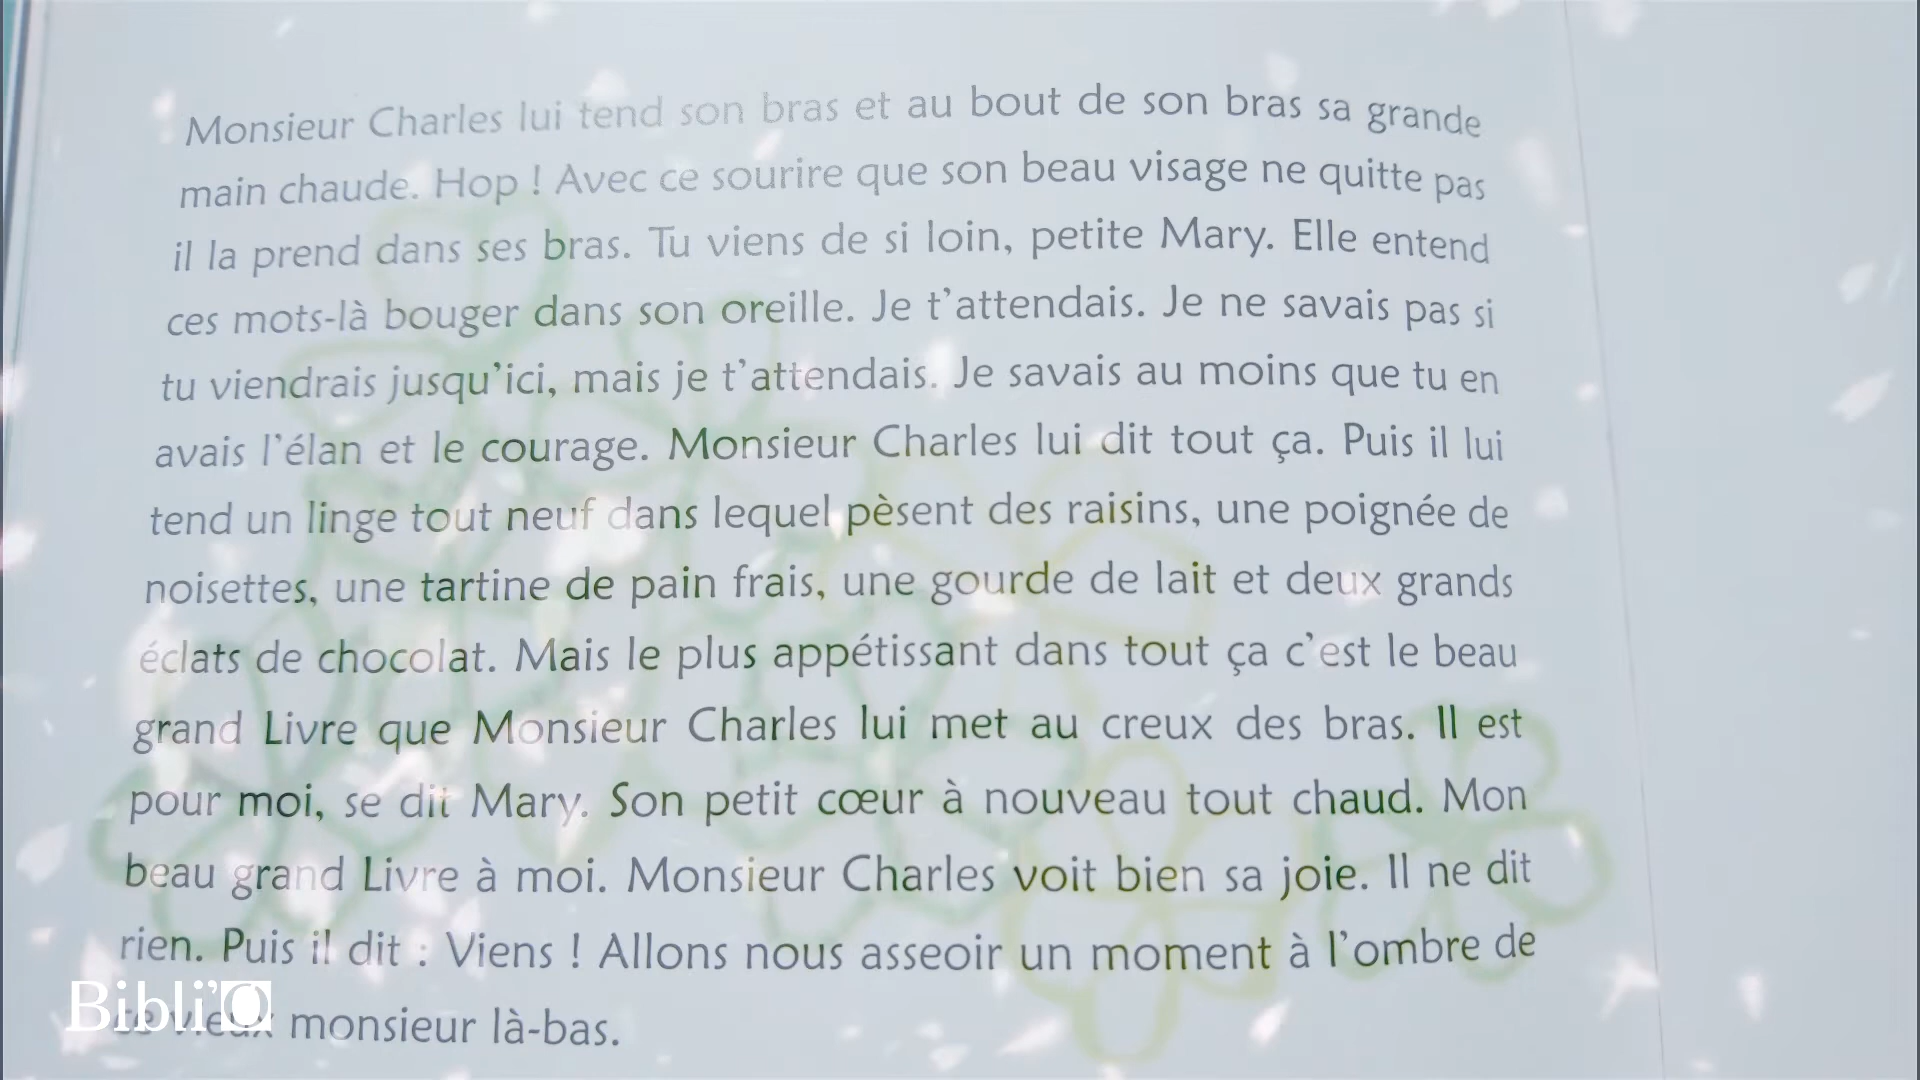 Monsieur Charles lui tend son bras et au bout de son bras sa grande
main chaude. Hop ! Avec ce sourire que son beau visage ne quitte pas
il la prend dans ses bras. Tu viens de si loin, petite Mary. Elle entend
ces mots-là bouger dans son oreille. Je t’attendais. Je ne savais pas si
tu viendrais jusqu’ici, mais je t’attendais. Je savais au moins que tu en
avais l’élan et le courage. Monsieur Charles lui dit tout ça. Puis il lui
tend un linge tout neuf dans lequel pèsent des raisins, une poignée de
noisettes, une tartine de pain frais, une gourde de lait et deux grands
éclats de chocolat. Mais le plus appétissant dans tout ça c’est le beau
grand Livre que Monsieur Charles lui met au creux des bras. Il est
pour moi, se dit Mary. Son petit cœur à nouveau tout chaud. Mon
beau grand Livre à moi. Monsieur Charles voit bien sa joie. Il ne dit
rien. Puis il dit : Viens ! Allons nous asseoir un moment à l’ombre de
ce vieux monsieur là-bas.
Bibli’O